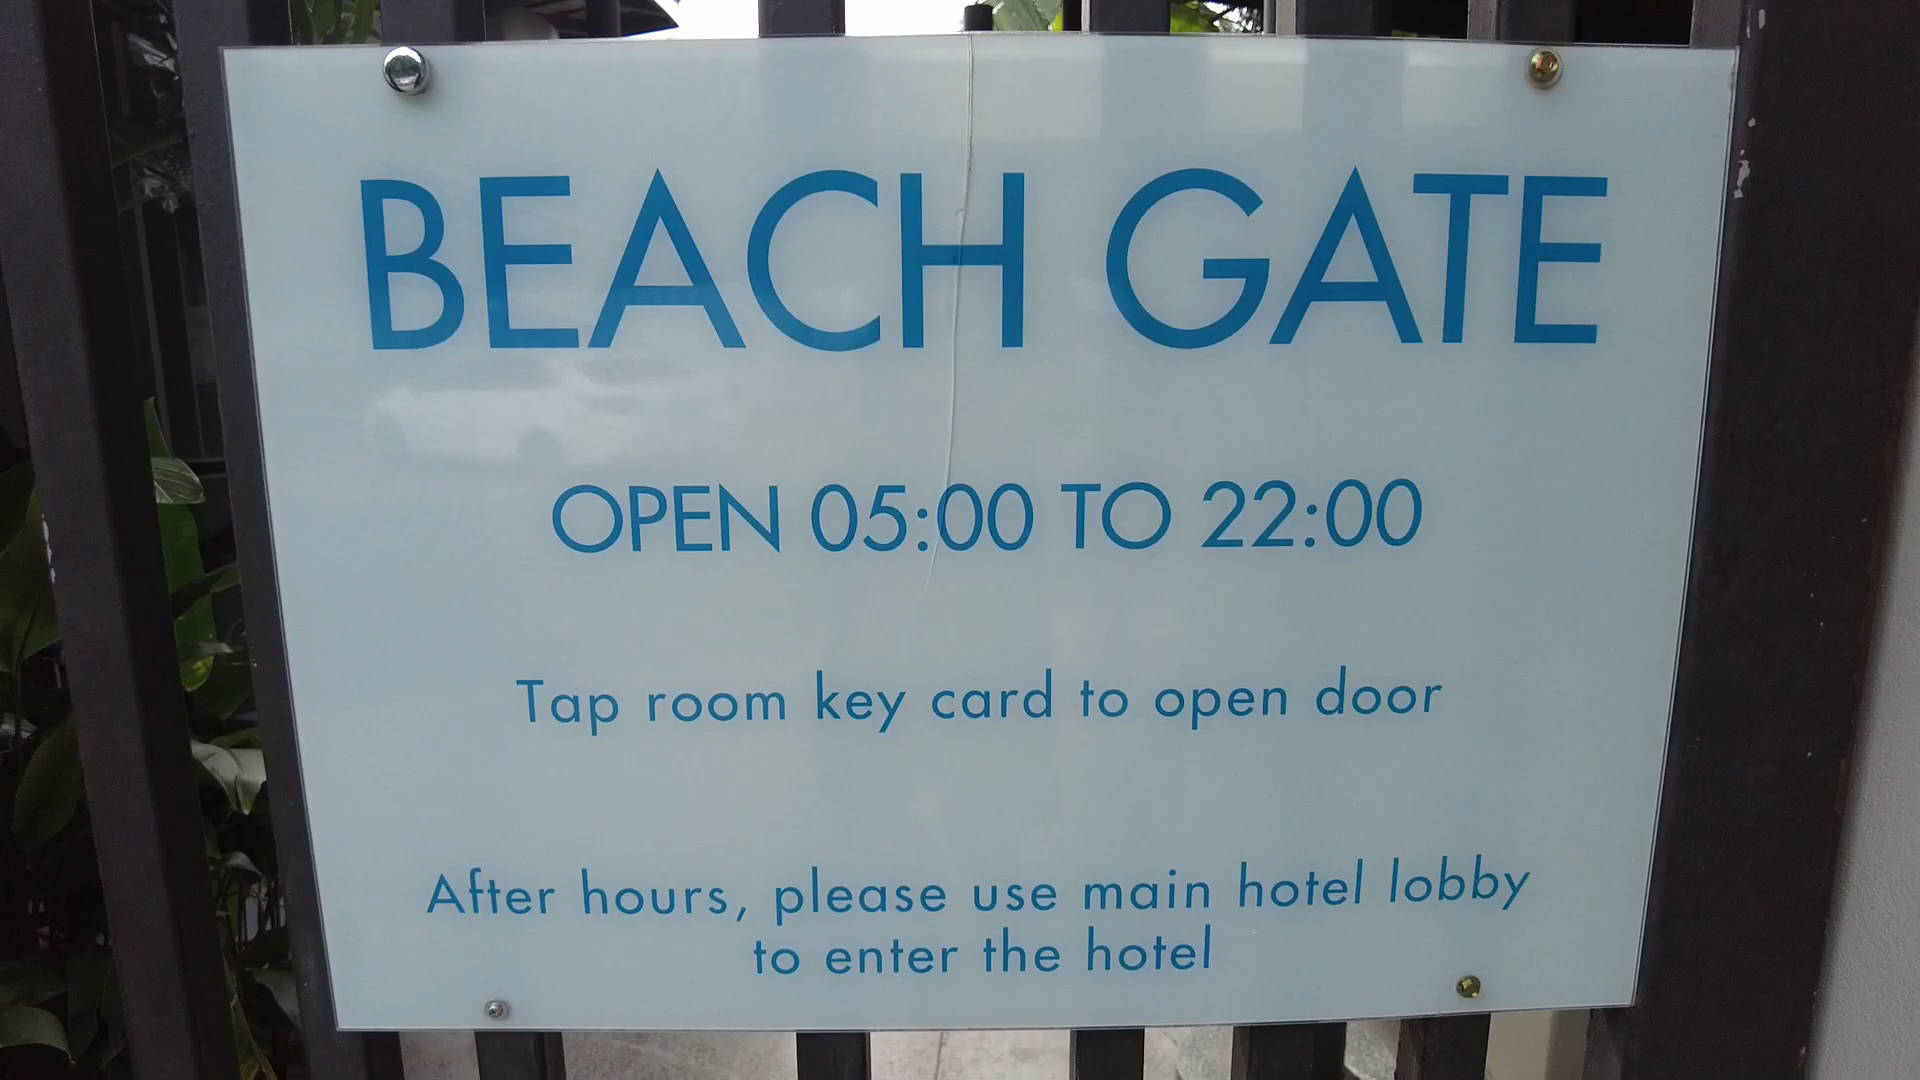 BEACH GATE
OPEN 05:00 TO 22:00
Tap room key card to open door
After hours, please use main hotel lobby
to enter the hotel